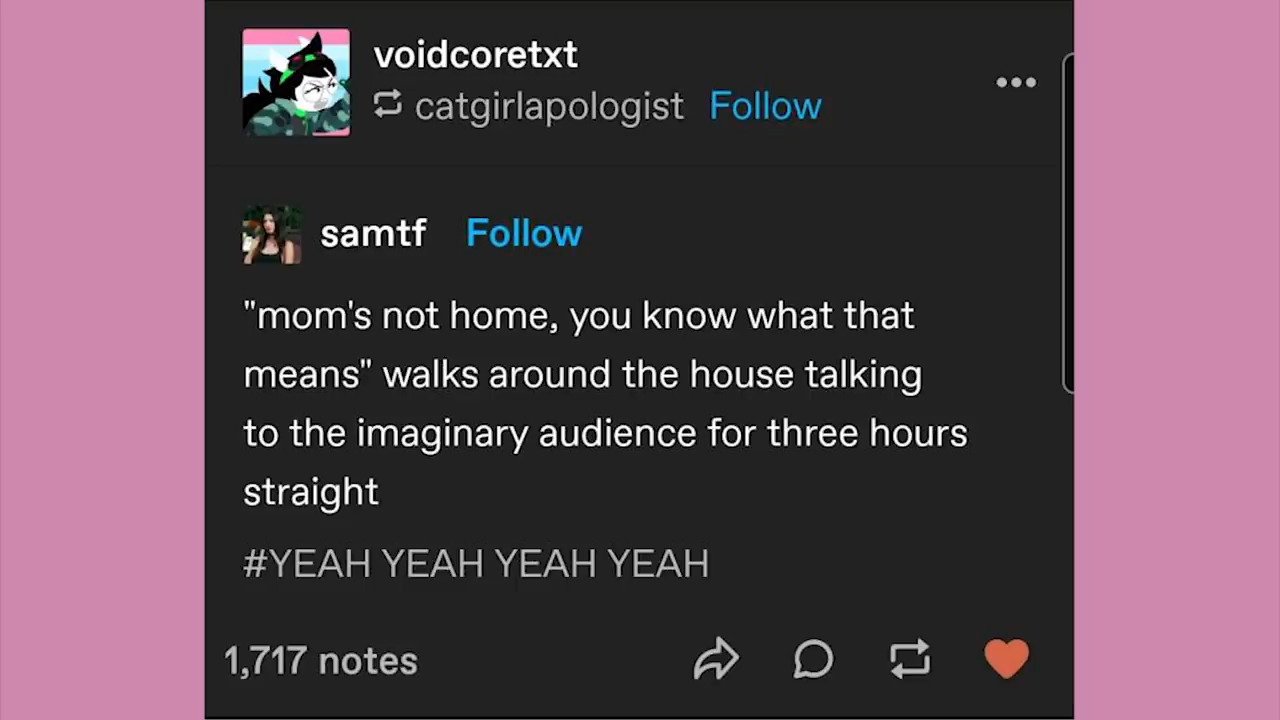 voidcoretxt
catgirlapologist Follow
samtf Follow
"mom's not home, you know what that
means" walks around the house talking
to the imaginary audience for three hours
straight
#YEAH YEAH YEAH YEAH
1,717 notes